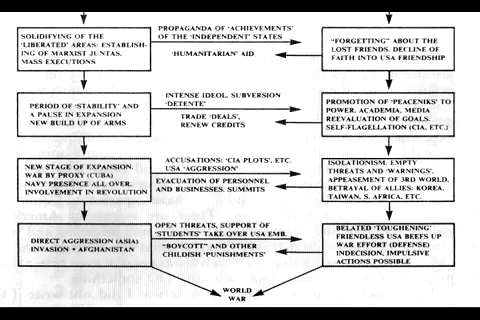 SOLIDIFYING OF THE
'LIBERATED' AREAS: ESTABLISH-
ING OF MARXIST JUNTAS.
MASS EXECUTIONS
PROPAGANDA OF 'ACHIEVEMENTS'
OF THE 'INDEPENDENT' STATES
'HUMANITARIAN' AID
"FORGETTING" ABOUT THE
LOST FRIENDS. DECLINE OF
FAITH INTO USA FRIENDSHIP
PERIOD OF 'STABILITY' AND
A PAUSE IN EXPANSION
NEW BUILD UP OF ARMS
INTENSE IDEOL. SUBVERSION
'DETENTE'
TRADE 'DEALS',
RENEW CREDITS
PROMOTION OF 'PEACENIKS' TO
POWER, ACADEMIA, MEDIA
REEVALUATION OF GOALS.
SELF-FLAGELLATION (CIA, ETC.)
NEW STAGE OF EXPANSION.
WAR BY PROXY (CUBA)
NAVY PRESENCE ALL OVER.
INVOLVEMENT IN REVOLUTION
ACCUSATIONS: 'CIA PLOTS', ETC.
USA 'AGGRESSION'
EVACUATION OF PERSONNEL
AND BUSINESSES. SUMMITS
ISOLATIONISM. EMPTY
THREATS AND 'WARNINGS',
APPEASEMENT OF 3RD WORLD,
BETRAYAL OF ALLIES: KOREA,
TAIWAN, S. AFRICA, ETC.
DIRECT AGGRESSION (ASIA)
INVASION • AFGHANISTAN
OPEN THREATS, SUPPORT OF
'STUDENTS' TAKE OVER USA EMB.
"BOYCOTT" AND OTHER
CHILDISH 'PUNISHMENTS'
BELATED 'TOUGHENING'
FRIENDLESS USA BEEFS UP
WAR EFFORT (DEFENSE)
INDECISION, IMPULSIVE
ACTIONS POSSIBLE
WORLD
WAR